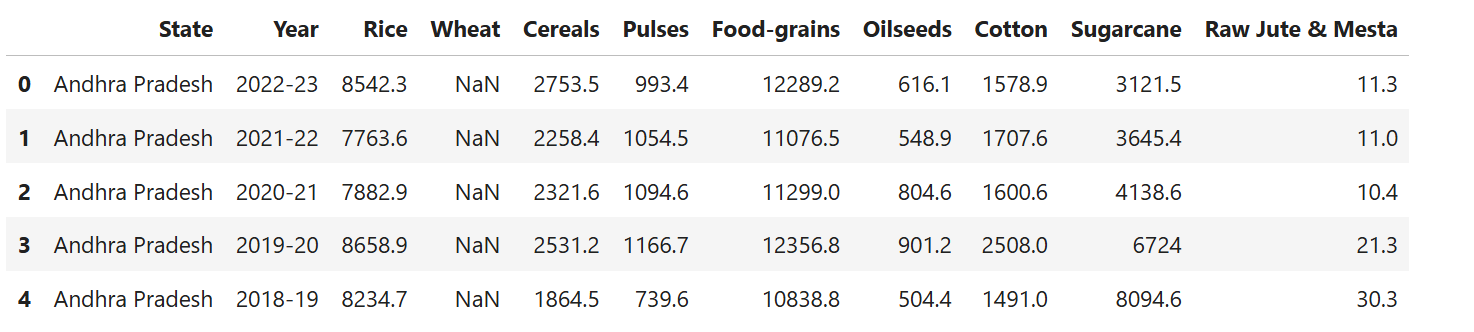 State Year Rice Wheat Cereals Pulses Food-grains Oilseeds Cotton Sugarcane Raw Jute & Mesta
0 Andhra Pradesh 2022-23 8542.3 NaN 2753.5 993.4 12289.2 616.1 1578.9 3121.5 11.3
1 Andhra Pradesh 2021-22 7763.6 NaN 2258.4 1054.5 11076.5 548.9 1707.6 3645.4 11.0
2 Andhra Pradesh 2020-21 7882.9 NaN 2321.6 1094.6 11299.0 804.6 1600.6 4138.6 10.4
3 Andhra Pradesh 2019-20 8658.9 NaN 2531.2 1166.7 12356.8 901.2 2508.0 6724 21.3
4 Andhra Pradesh 2018-19 8234.7 NaN 1864.5 739.6 10838.8 504.4 1491.0 8094.6 30.3